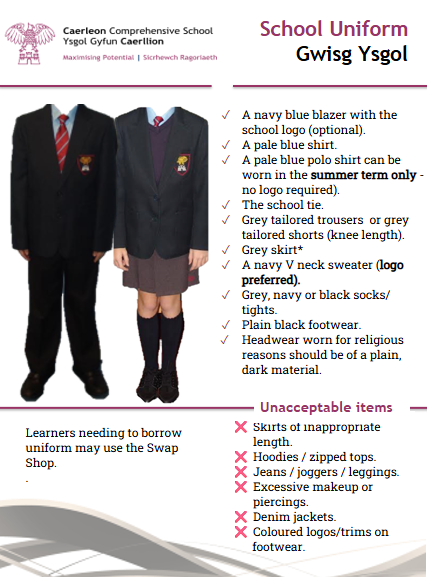 Caerleon Comprehensive School
Ysgol Gyfun Caerllion
Maximising Potential | Sicrhewch Ragoriaeth
School Uniform
Gwisg Ysgol
✓ A navy blue blazer with the
school logo (optional).
✓ A pale blue shirt.
✓ A pale blue polo shirt can be
worn in the summer term only -
no logo required).
✓ The school tie.
✓ Grey tailored trousers or grey
tailored shorts (knee length).
✓ Grey skirt*
✓ A navy V neck sweater (logo
preferred).
✓ Grey, navy or black socks/
tights.
✓ Plain black footwear.
✓ Headwear worn for religious
reasons should be of a plain,
dark material.
Learners needing to borrow
uniform may use the Swap
Shop.
.
Unacceptable items
❌ Skirts of inappropriate
length.
❌ Hoodies / zipped tops.
❌ Jeans / joggers / leggings.
❌ Excessive makeup or
piercings.
❌ Denim jackets.
❌ Coloured logos/trims on
footwear.